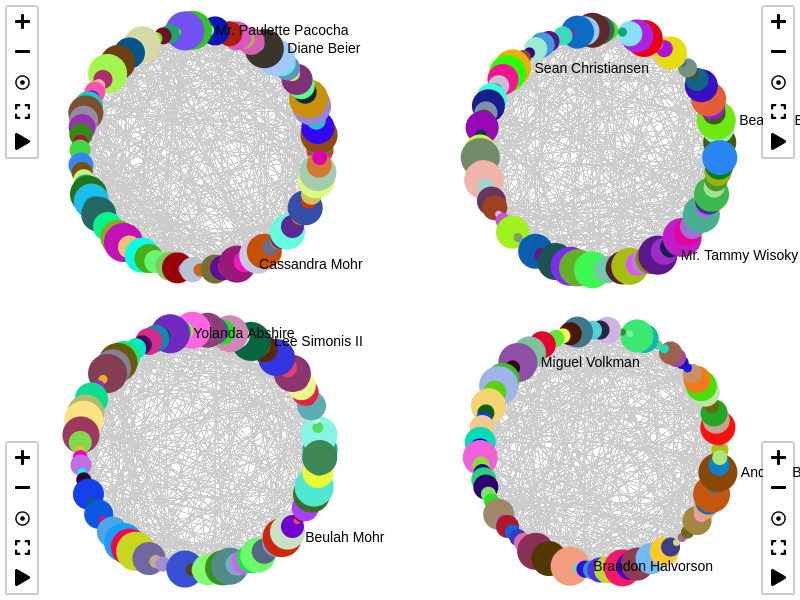 Mr. Paulette Pacocha
Diane Beier
Cassandra Mohr
Sean Christiansen
Mr. Tammy Wisoky
Yolanda Abshire
Lee Simonis II
Beulah Mohr
Miguel Volkman
Brandon Halvorson